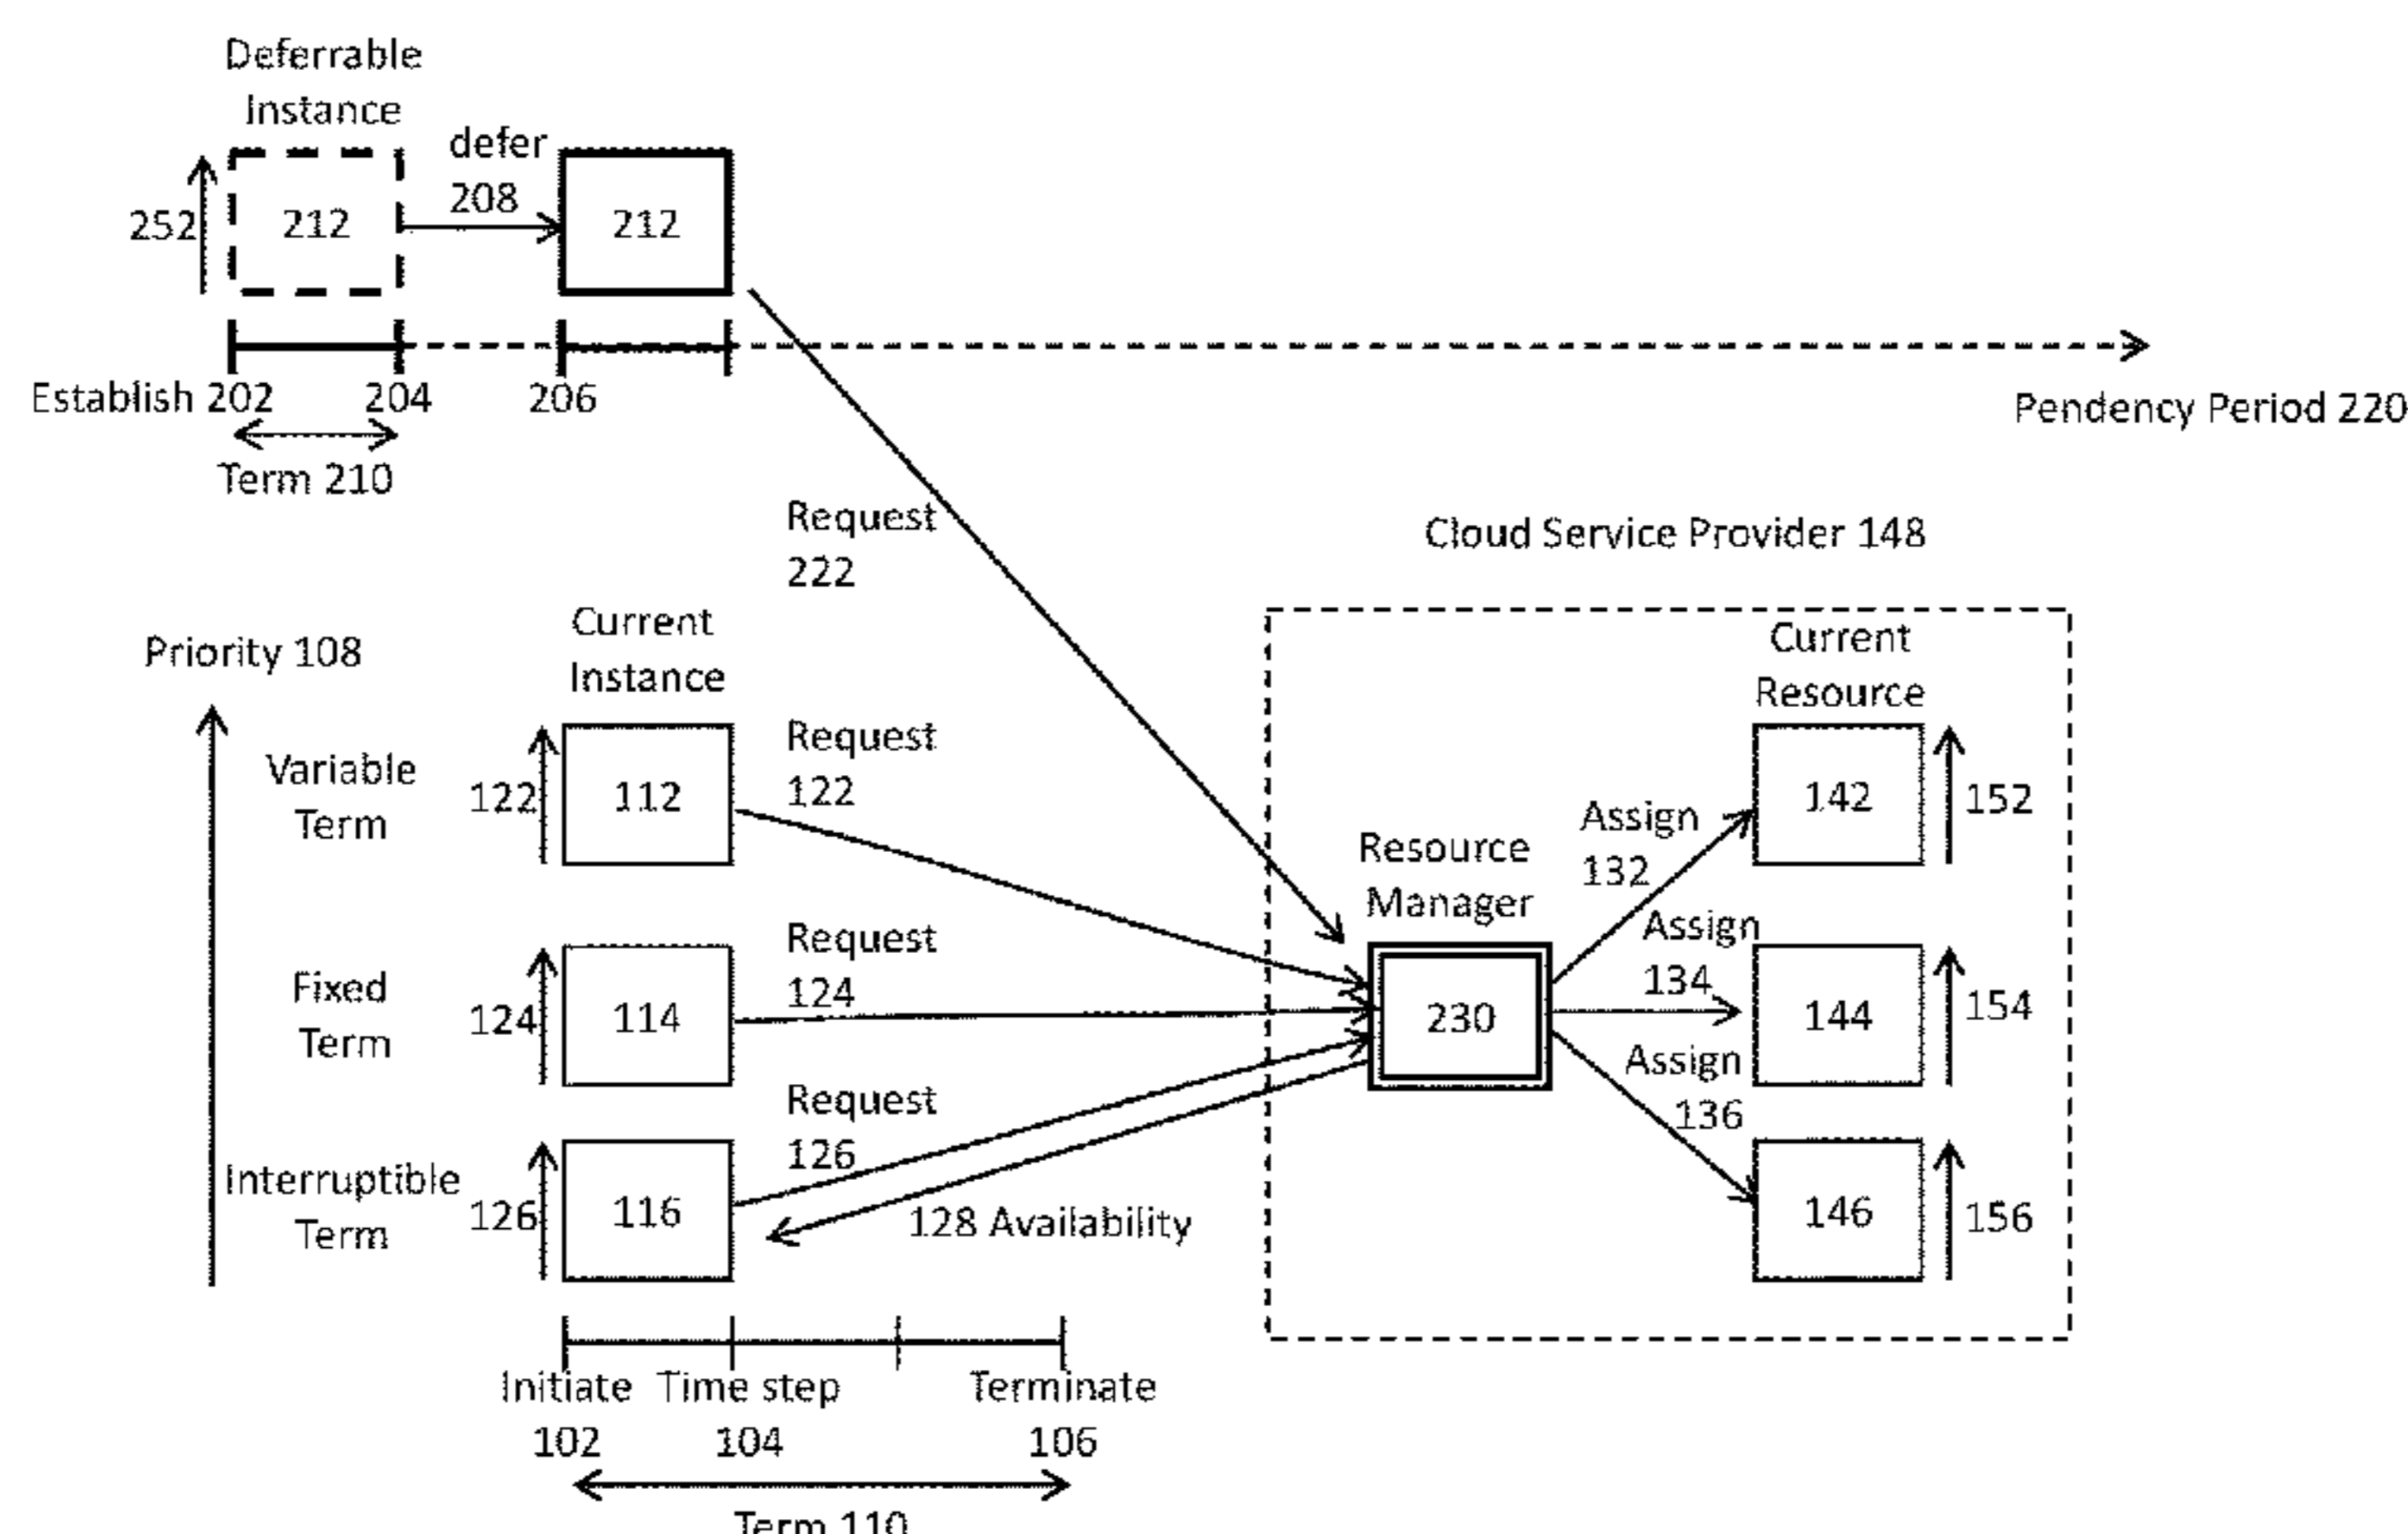 Deferrable
Instance
defer
208
252
212
212
Establish 202
204
206
Pendency Period 220
Term 210
Request
222
Cloud Service Provider 148
Priority 108
Current
Instance
Current
Resource
Variable
Term
122
112
Request
122
Assign
132
142
152
Resource
Manager
Fixed
Term
124
114
Request
124
230
Assign
134
144
154
Interruptible
Term
126
116
Request
126
128 Availability
Assign
136
146
156
Initiate
102
Time step
104
Terminate
106
Term 110